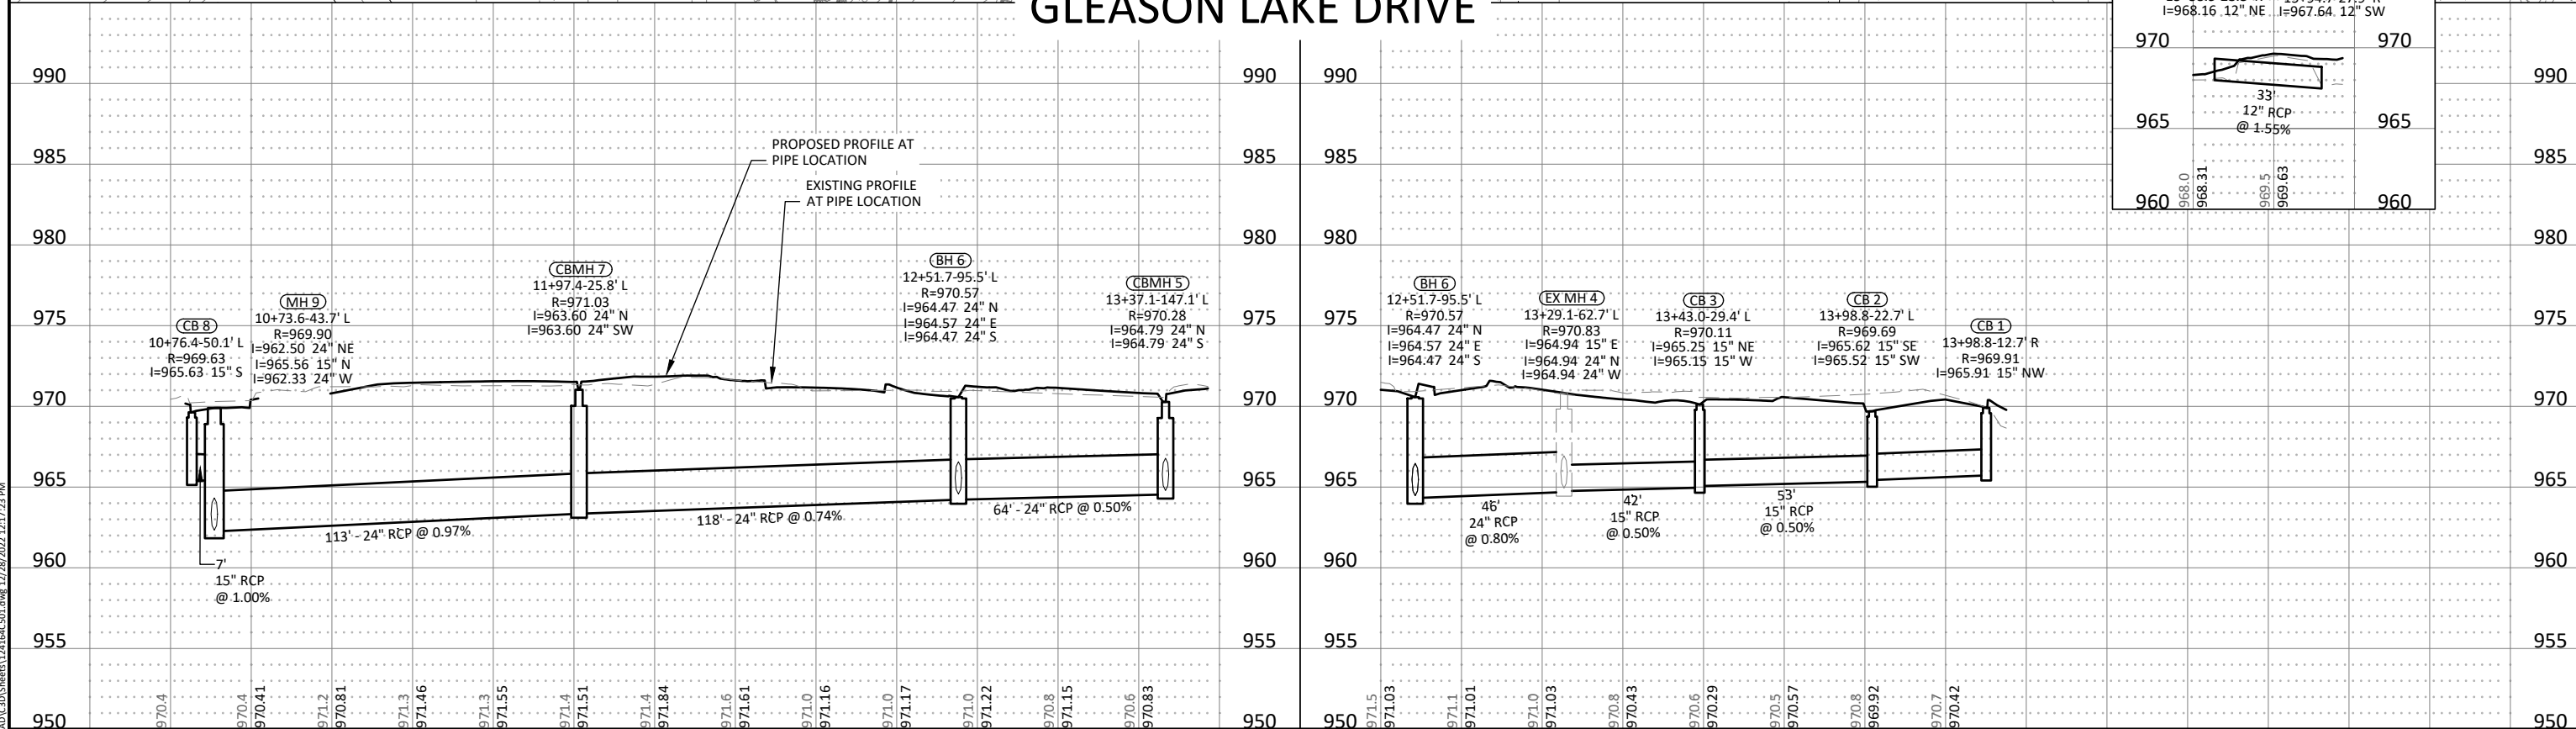 GLEASON LAKE DRIVE
I=968.16 12" NE
I=967.64 12" SW
970
970
33'
12" RCP
@ 1.55%
965
965
960
960
968.0
968.31
969.5
969.63
990
985
980
975
970
965
960
955
950
PROPOSED PROFILE AT
PIPE LOCATION
EXISTING PROFILE
AT PIPE LOCATION
CB 8
10+76.4-50.1' L
R=969.63
I=965.63 15" S
MH 9
10+73.6-43.7' L
R=969.90
I=962.50 24" NE
I=965.56 15" N
I=962.33 24" W
CBMH 7
11+97.4-25.8' L
R=971.03
I=963.60 24" N
I=963.60 24" SW
BH 6
12+51.7-95.5' L
R=970.57
I=964.47 24" N
I=964.57 24" E
I=964.47 24" S
CBMH 5
13+37.1-147.1' L
R=970.28
I=964.79 24" N
I=964.79 24" S
113' - 24" RCP @ 0.97%
118' - 24" RCP @ 0.74%
64' - 24" RCP @ 0.50%
7'
15" RCP
@ 1.00%
970.4
970.4
970.41
971.2
970.81
971.3
971.46
971.3
971.55
971.4
971.51
971.4
971.84
971.6
971.61
971.0
971.16
971.0
971.17
971.0
971.22
970.8
971.15
970.6
970.83
990
985
980
975
970
965
960
955
950
990
985
980
975
970
965
960
955
950
BH 6
12+51.7-95.5' L
R=970.57
I=964.47 24" N
I=964.57 24" E
I=964.47 24" S
EX MH 4
13+29.1-62.7' L
R=970.83
I=964.94 15" E
I=964.94 24" N
I=964.94 24" W
CB 3
13+43.0-29.4' L
R=970.11
I=965.25 15" NE
I=965.15 15" W
CB 2
13+98.8-22.7' L
R=969.69
I=965.62 15" SE
I=965.52 15" SW
CB 1
13+98.8-12.7' R
R=969.91
I=965.91 15" NW
46'
24" RCP
@ 0.80%
42'
15" RCP
@ 0.50%
53'
15" RCP
@ 0.50%
971.5
971.03
971.1
971.01
971.0
971.03
970.8
970.43
970.6
970.29
970.5
970.57
970.8
969.92
970.7
970.42
990
985
980
975
970
965
960
955
950